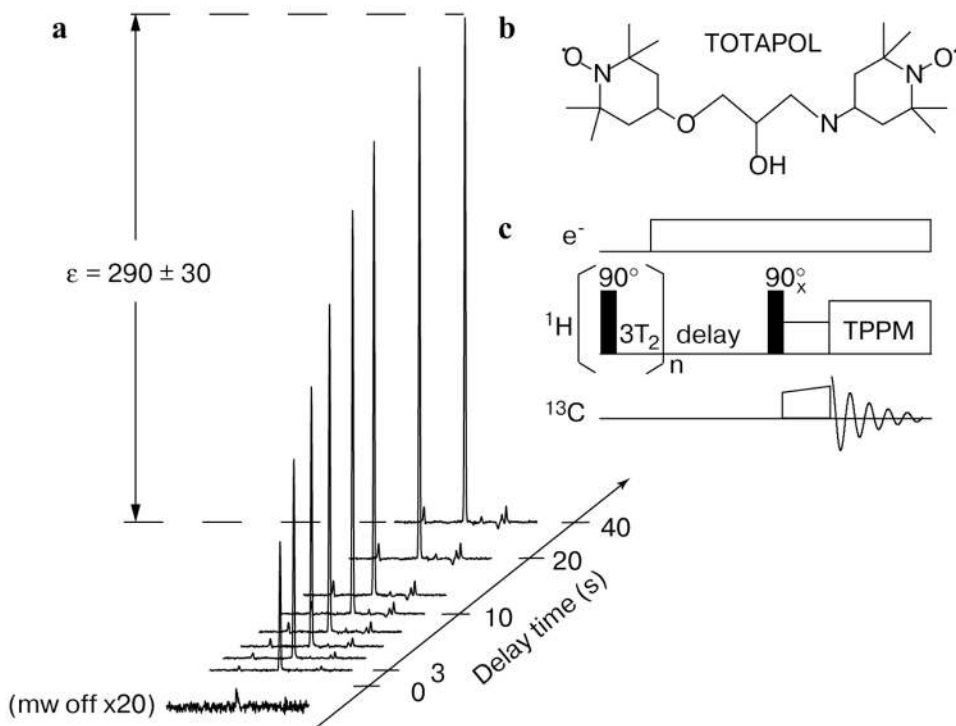 a
ε = 290 ± 30
(mw off x20)
0
3
10
20
40
Delay time (s)
b
TOTAPOL
·O
N
O
OH
N
N
O·
c
e⁻
¹H
90°
3T₂
n
delay
90°ₓ
TPPM
¹³C